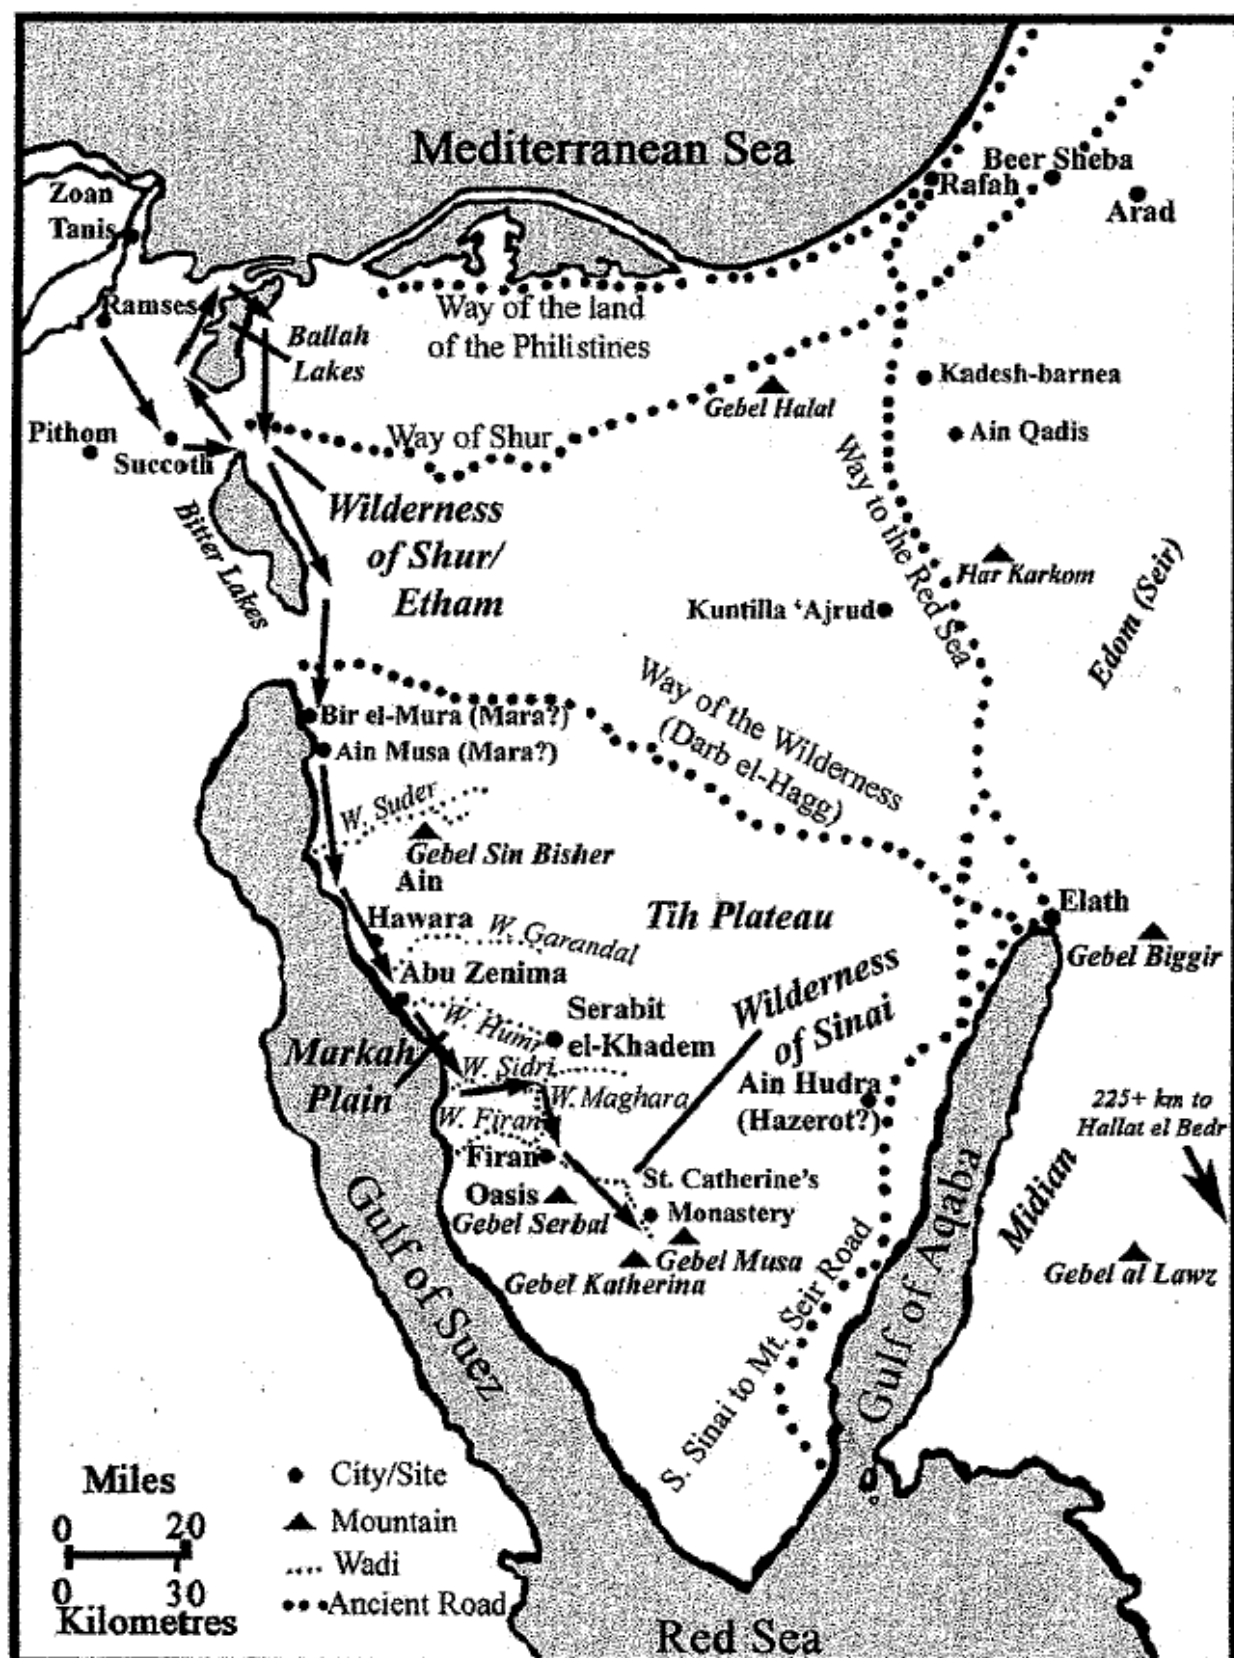 Mediterranean Sea
Beer Sheba
Rafah
Arad
Zoan
Tanis
Ramses
Ballah
Lakes
Way of the land
of the Philistines
Kadesh-barnea
Gebel Halal
Ain Qadis
Pithom
Succoth
Way of Shur
Way to the Red Sea
Bitter Lakes
Wilderness
of Shur/
Etham
Har Karkom
Kuntilla ‘Ajrud
Edom (Seir)
Way of the Wilderness
(Darb el-Hagg)
Bir el-Mura (Mara?)
Ain Musa (Mara?)
W. Suder
Gebel Sin Bisher
Ain
Hawara
W. Garandal
Tih Plateau
Elath
Gebel Biggir
Abu Zenima
Serabit
el-Khadem
W. Humr
Wilderness
of Sinai
Markah
Plain
W. Sidri
W. Maghara
Ain Hudra
(Hazerot?)
225+ km to
Hallat el Bedr
W. Firan
Firan
Oasis
Gebel Serbal
St. Catherine's
Monastery
Gebel Musa
Gebel Katherina
Midian
Gebel al Lawz
Gulf of Suez
Gulf of Aqaba
S. Sinai to Mt. Seir Road
Miles
0 20
0 30
Kilometres
City/Site
Mountain
Wadi
Ancient Road
Red Sea